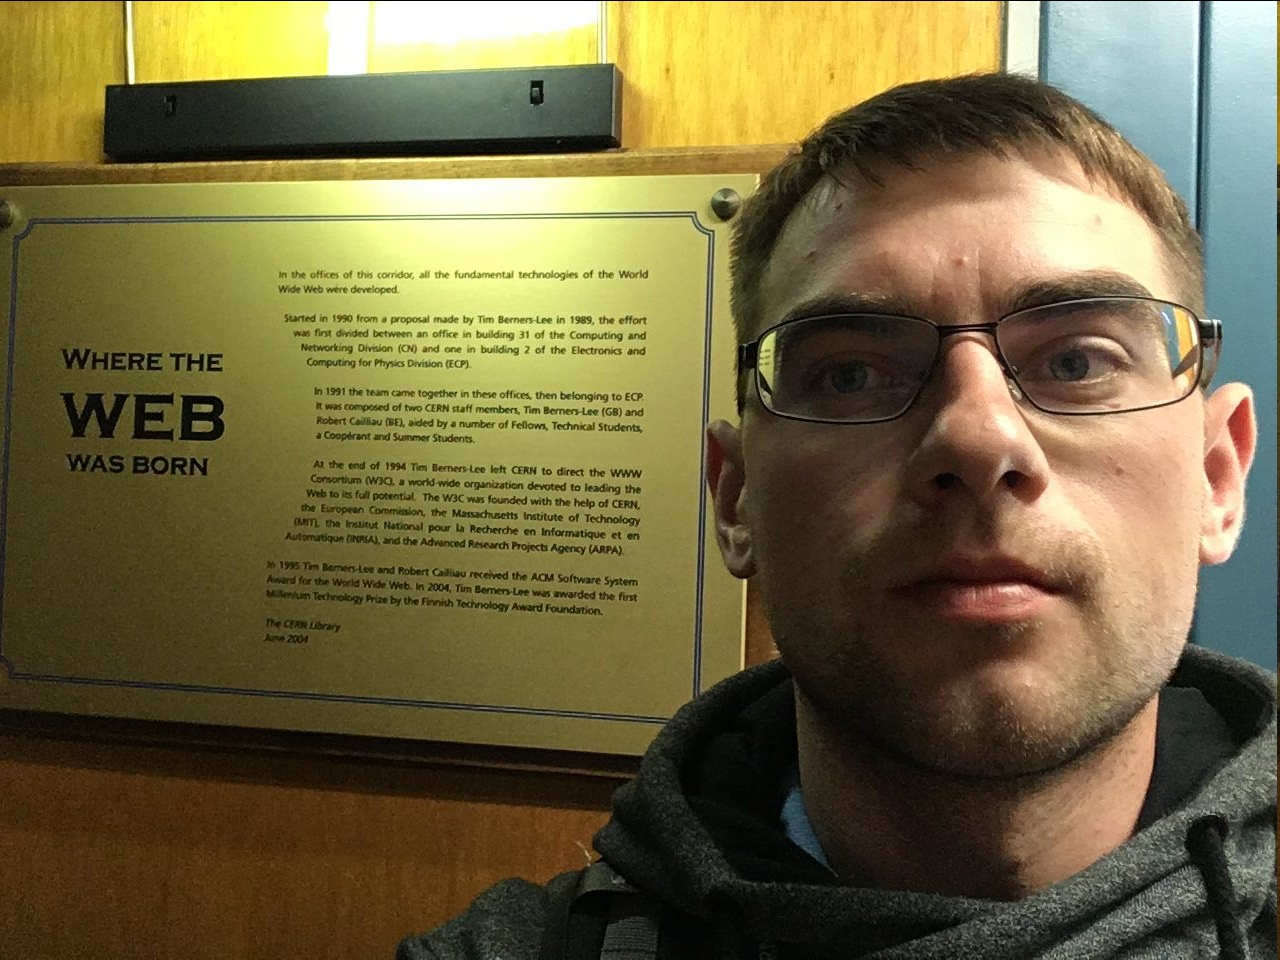 WHERE THE
WEB
WAS BORN
In the offices of this corridor, all the fundamental technologies of the World
Wide Web were developed.
Started in 1990 from a proposal made by Tim Berners-Lee in 1989, the effort
was first divided between an office in building 31 of the Computing and
Networking Division (CN) and one in building 2 of the Electronics and
Computing for Physics Division (ECP).
In 1991 the team came together in these offices, then belonging to ECP.
It was composed of two CERN staff members, Tim Berners-Lee (GB) and
Robert Cailliau (BE), aided by a number of Fellows, Technical Students,
a Coopérant and Summer Students.
At the end of 1994 Tim Berners-Lee left CERN to direct the WWW
Consortium (W3C), a world-wide organization devoted to leading the
Web to its full potential. The W3C was founded with the help of CERN,
the European Commission, the Massachusetts Institute of Technology
(MIT), the Institut National pour la Recherche en Informatique et en
Automatique (INRIA), and the Advanced Research Projects Agency (ARPA).
In 1995 Tim Berners-Lee and Robert Cailliau received the ACM Software System
Award for the World Wide Web. In 2004, Tim Berners-Lee was awarded the first
Millenium Technology Prize by the Finnish Technology Award Foundation.
The CERN Library
June 2004